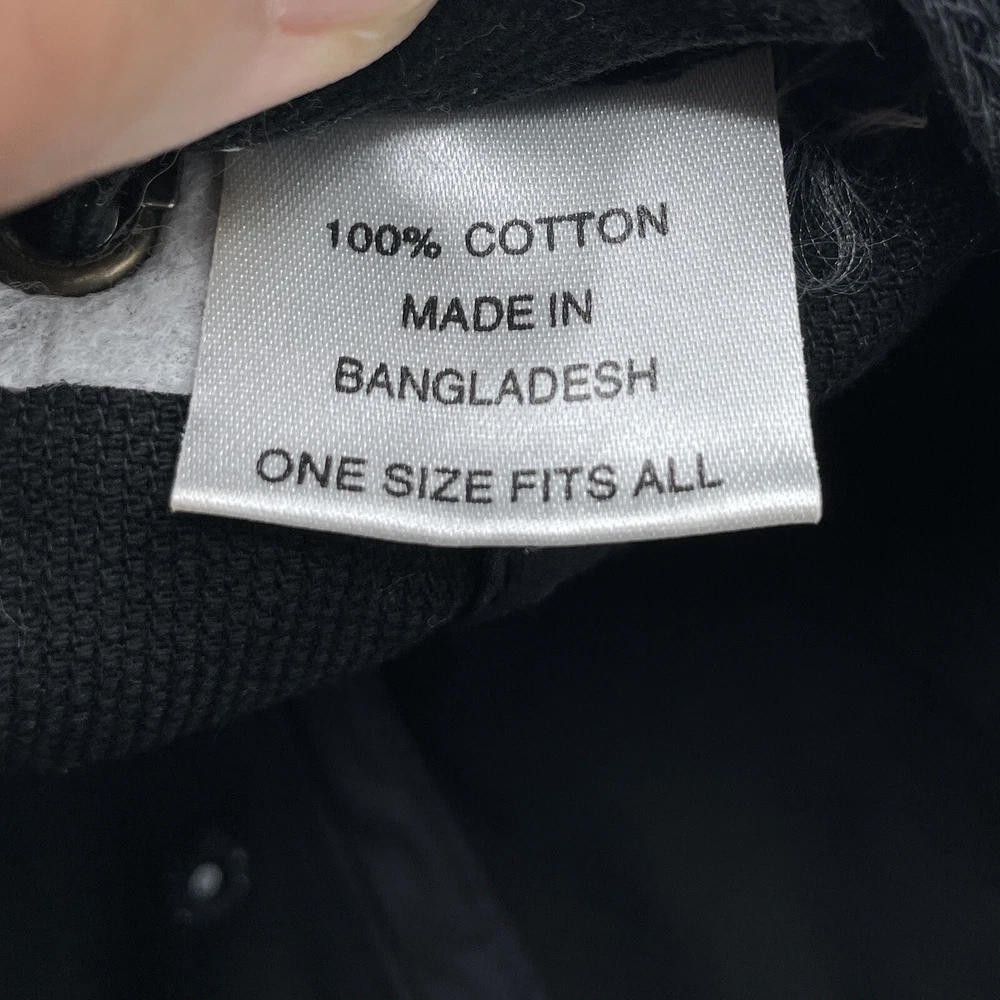 100% COTTON
MADE IN
BANGLADESH
ONE SIZE FITS ALL